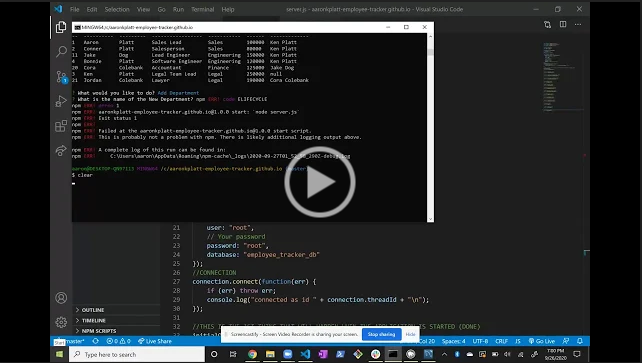 File Edit Selection View Go Run Terminal Help
server.js - aaronkplatt-employee-tracker.github.io - Visual Studio Code
MINGW64:/c/aaronkplatt-employee-tracker.github.io
1 Aaron Platt Sales Lead Sales 100000 Ken Platt
2 Conner Platt Salesperson Sales 80000 Ken Platt
11 Jake Dog Lead Engineer Engineering 150000 Ken Platt
4 Bonnie Platt Software Engineer Engineering 120000 Ken Platt
20 Cora Colebank Accountant Finance 125000 Jake Dog
3 Ken Platt Legal Team Lead Legal 250000 null
21 Jordan Colebank Lawyer Legal 190000 Cora Colebank
? What would you like to do? Add Department
? What is the name of the New Department? npm ERR! code ELIFECYCLE
npm ERR! errno 1
npm ERR! aaronkplatt-employee-tracker.github.io@1.0.0 start: `node server.js`
npm ERR! Exit status 1
npm ERR!
npm ERR! Failed at the aaronkplatt-employee-tracker.github.io@1.0.0 start script.
npm ERR! This is probably not a problem with npm. There is likely additional logging output above.
npm ERR! A complete log of this run can be found in:
npm ERR! C:\Users\aaron\AppData\Roaming\npm-cache\_logs\2020-09-27T01_
MINGW64 /c/aaronkplatt-employee-tracker.github.io
$ clear
21 user: "root",
22 // Your password
23 password: "root",
24 database: "employee_tracker_db"
25 });
26 //CONNECTION
27 connection.connect(function(err) {
28 if (err) throw err;
29 console.log("connected as id " + connection.threadId + "\n");
30 });
31
OUTLINE
TIMELINE
NPM SCRIPTS
Screencastify - Screen Video Recorder is sharing your screen.
Stop sharing
Hide
Start
master*
0
0
Live Share
Col 20
Spaces: 4
UTF-8
CRLF
JS
Go Live
Type here to search
7:00 PM
9/26/2020